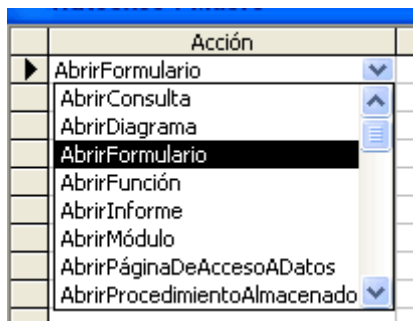 Acción
AbrirFormulario
AbrirConsulta
AbrirDiagrama
AbrirFormulario
AbrirFunción
AbrirInforme
AbrirMódulo
AbrirPáginaDeAccesoADatos
AbrirProcedimientoAlmacenado